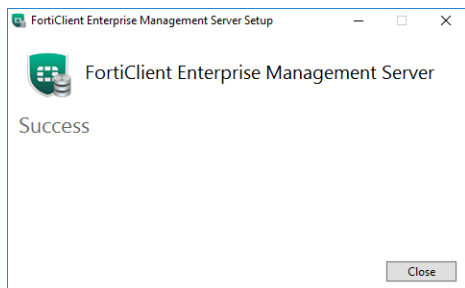 FortiClient Enterprise Management Server Setup
FortiClient Enterprise Management Server
Success
Close